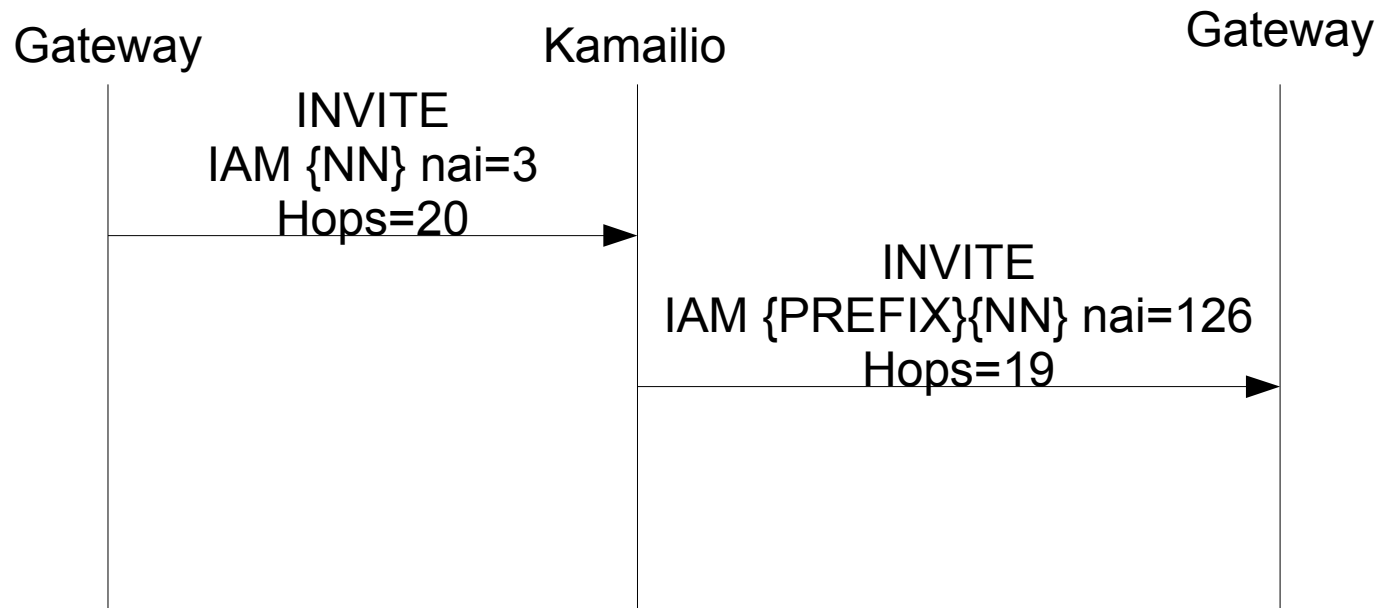 Gateway
Kamailio
Gateway
INVITE
IAM {NN} nai=3
Hops=20
INVITE
IAM {PREFIX}{NN} nai=126
Hops=19